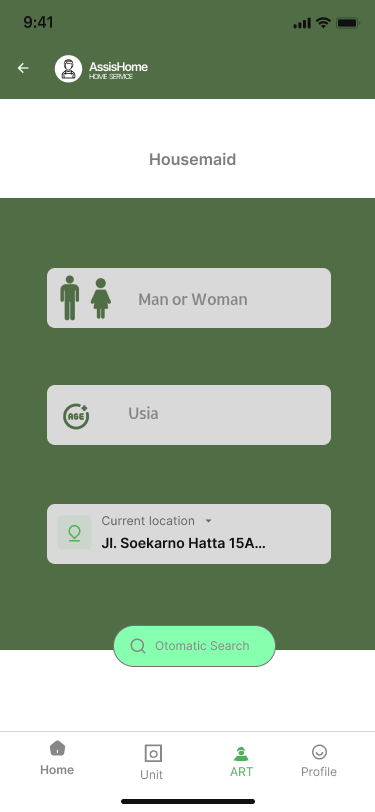 9:41
AssisHome
HOME SERVICE
Housemaid
Man or Woman
AGE
Usia
Current location
Jl. Soekarno Hatta 15A...
Otomatic Search
Home
Unit
ART
Profile